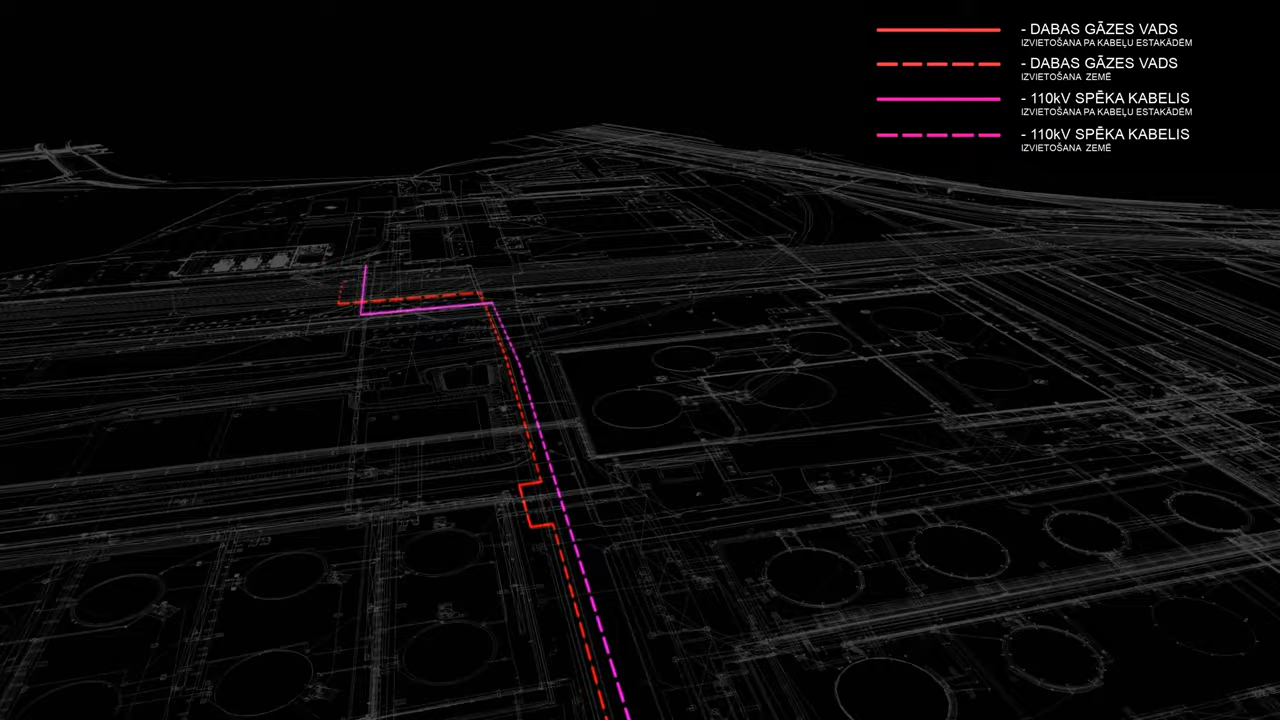 - DABAS GĀZES VADS
IZVIETOŠANA PA KABEĻU ESTAKĀDĒM
- DABAS GĀZES VADS
IZVIETOŠANA ZEMĒ
- 110kV SPĒKA KABELIS
IZVIETOŠANA PA KABEĻU ESTAKĀDĒM
- 110kV SPĒKA KABELIS
IZVIETOŠANA ZEMĒ